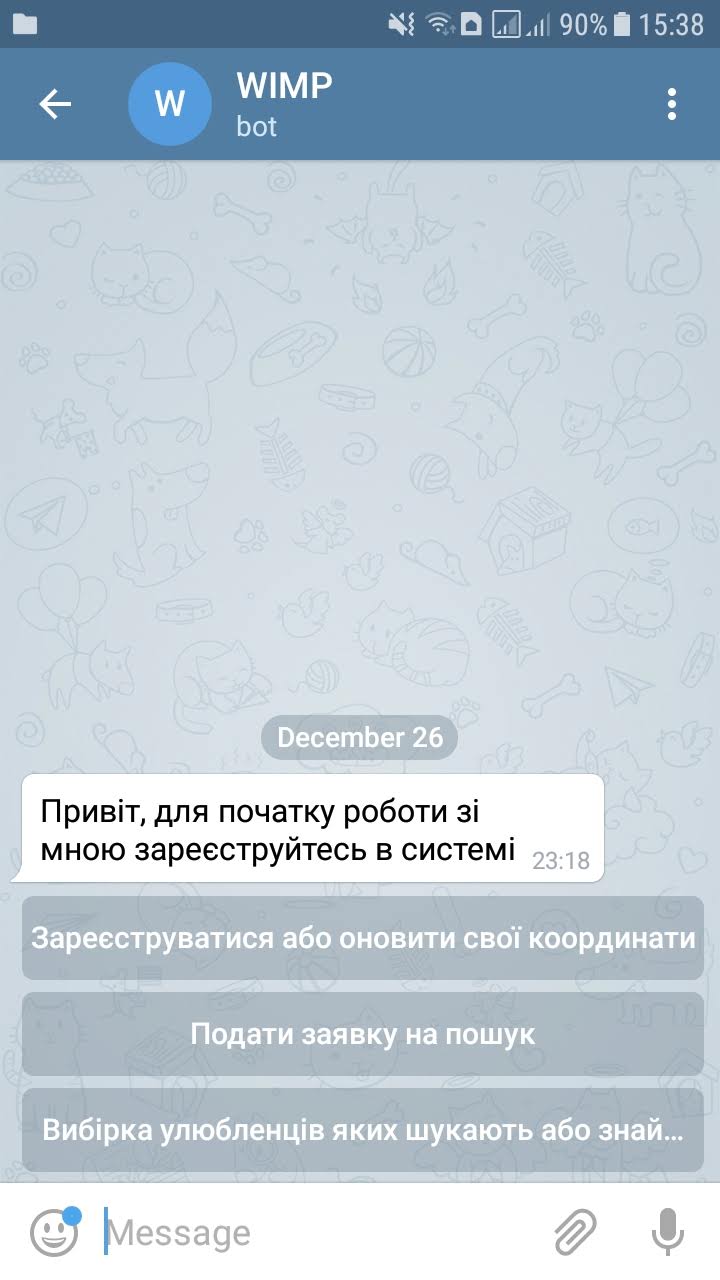 90% 15:38
W
WIMP
bot
December 26
Привіт, для початку роботи зі
мною зареєструйтесь в системі
23:18
Зареєструватися або оновити свої координати
Подати заявку на пошук
Вибірка улюбленців яких шукають або знай...
Message